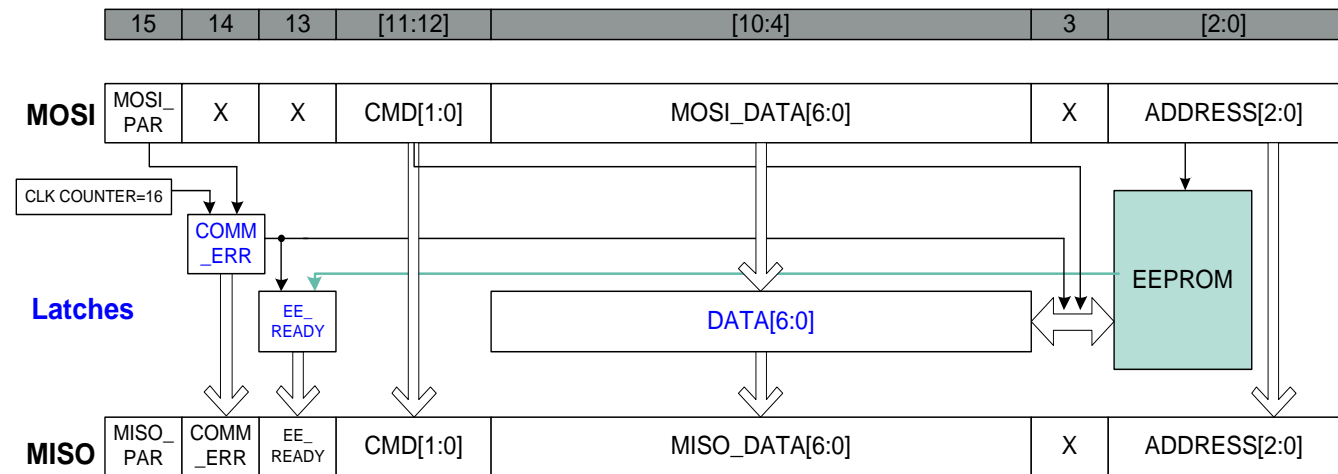 15 14 13 [11:12] [10:4] 3 [2:0]
MOSI MOSI_ PAR X X CMD[1:0] MOSI_DATA[6:0] X ADDRESS[2:0]
CLK COUNTER=16
COMM
_ERR
EEPROM
Latches
EE_
READY
DATA[6:0]
MISO MISO_ PAR COMM _ERR EE_ READY CMD[1:0] MISO_DATA[6:0] X ADDRESS[2:0]